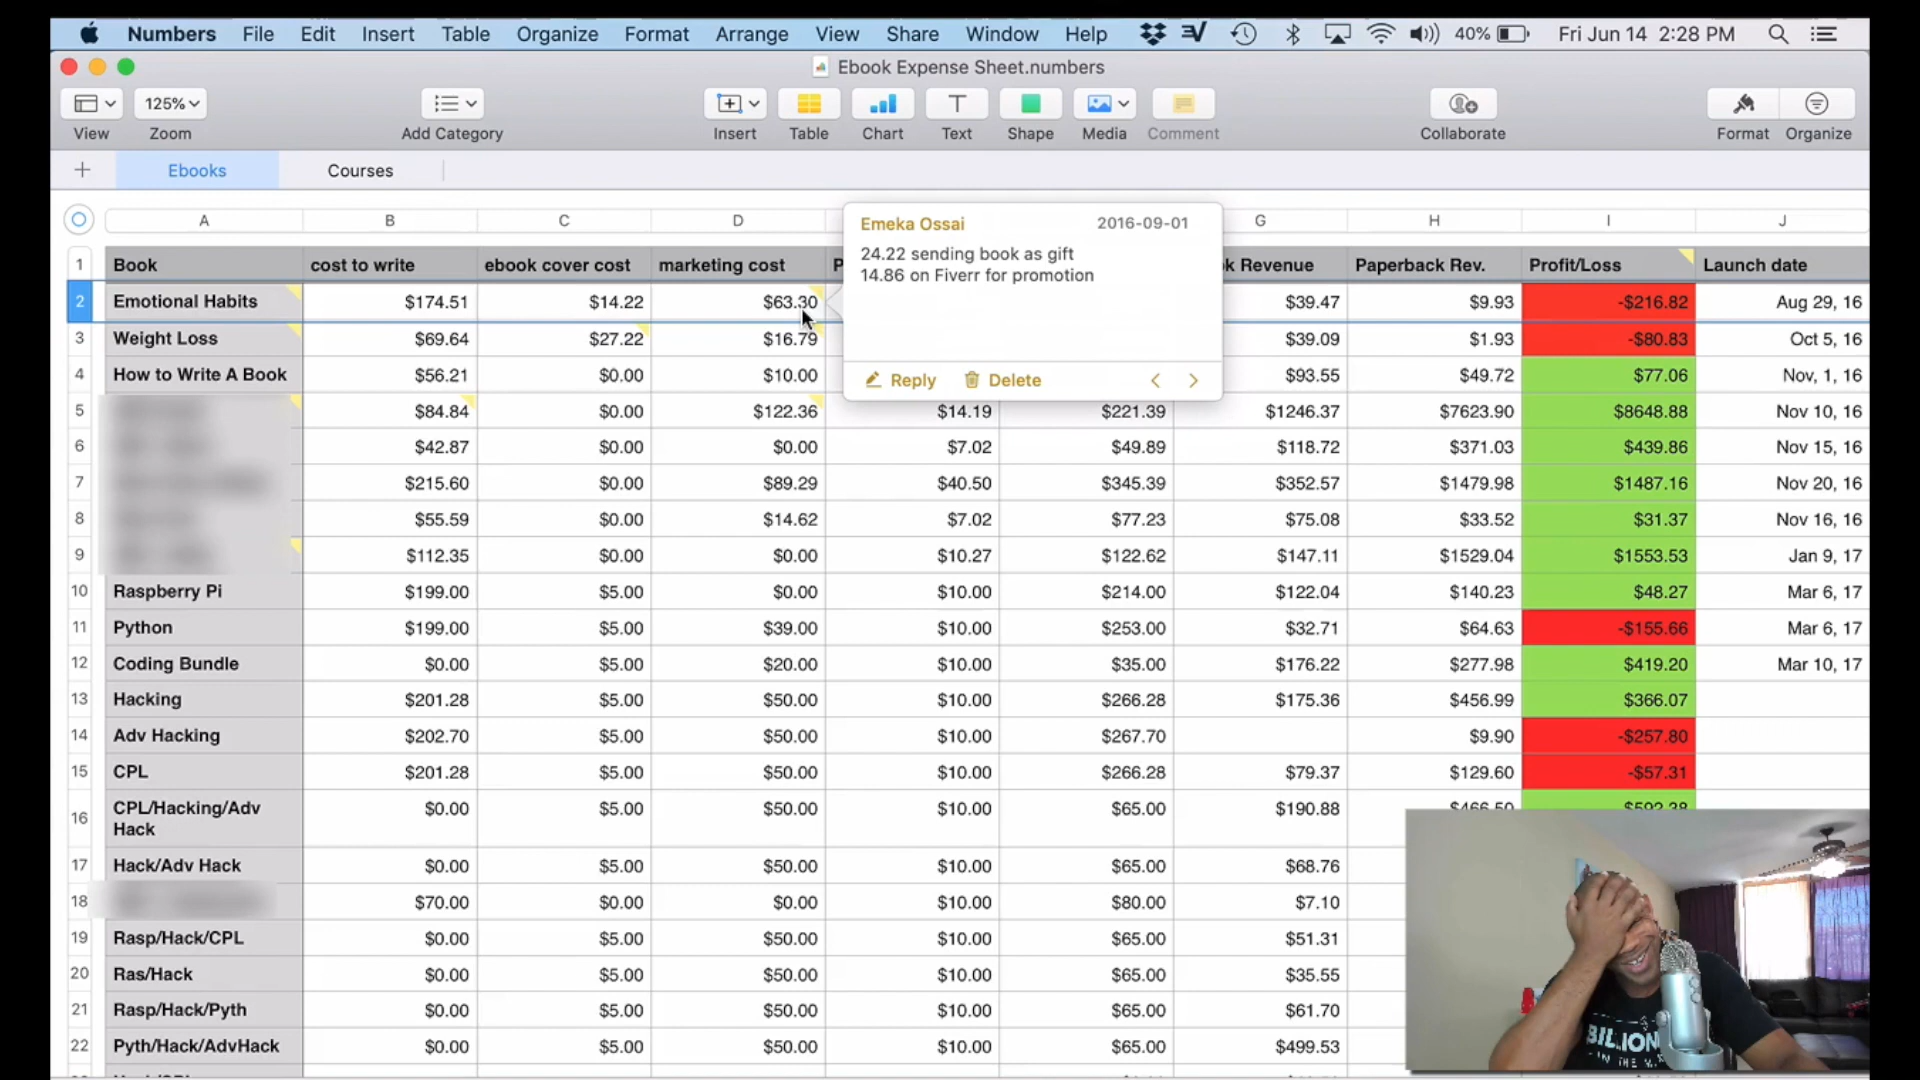 Numbers File Edit Insert Table Organize Format Arrange View Share Window Help 40% Fri Jun 14 2:28 PM
Ebook Expense Sheet.numbers
125%
View Zoom Add Category Insert Table Chart Text Shape Media Comment Collaborate Format Organize
Ebooks Courses
A B C D G H I J
Emeka Ossai 2016-09-01
24.22 sending book as gift
14.86 on Fiverr for promotion
Reply Delete
1 Book cost to write ebook cover cost marketing cost P k Revenue Paperback Rev. Profit/Loss Launch date
2 Emotional Habits $174.51 $14.22 $63.30 $39.47 $9.93 -$216.82 Aug 29, 16
3 Weight Loss $69.64 $27.22 $16.79 $39.09 $1.93 -$80.83 Oct 5, 16
4 How to Write A Book $56.21 $0.00 $10.00 $93.55 $49.72 $77.06 Nov, 1, 16
5 $84.84 $0.00 $122.36 $14.19 $221.39 $1246.37 $7623.90 $8648.88 Nov 10, 16
6 $42.87 $0.00 $0.00 $7.02 $49.89 $118.72 $371.03 $439.86 Nov 15, 16
7 $215.60 $0.00 $89.29 $40.50 $345.39 $352.57 $1479.98 $1487.16 Nov 20, 16
8 $55.59 $0.00 $14.62 $7.02 $77.23 $75.08 $33.52 $31.37 Nov 16, 16
9 $112.35 $0.00 $0.00 $10.27 $122.62 $147.11 $1529.04 $1553.53 Jan 9, 17
10 Raspberry Pi $199.00 $5.00 $0.00 $10.00 $214.00 $122.04 $140.23 $48.27 Mar 6, 17
11 Python $199.00 $5.00 $39.00 $10.00 $253.00 $32.71 $64.63 -$155.66 Mar 6, 17
12 Coding Bundle $0.00 $5.00 $20.00 $10.00 $35.00 $176.22 $277.98 $419.20 Mar 10, 17
13 Hacking $201.28 $5.00 $50.00 $10.00 $266.28 $175.36 $456.99 $366.07
14 Adv Hacking $202.70 $5.00 $50.00 $10.00 $267.70 $9.90 -$257.80
15 CPL $201.28 $5.00 $50.00 $10.00 $266.28 $79.37 $129.60 -$57.31
16 CPL/Hacking/Adv $0.00 $5.00 $50.00 $10.00 $65.00 $190.88 $466.50 $592.38
Hack
17 Hack/Adv Hack $0.00 $5.00 $50.00 $10.00 $65.00 $68.76
18 $70.00 $0.00 $0.00 $10.00 $80.00 $7.10
19 Rasp/Hack/CPL $0.00 $5.00 $50.00 $10.00 $65.00 $51.31
20 Ras/Hack $0.00 $5.00 $50.00 $10.00 $65.00 $35.55
21 Rasp/Hack/Pyth $0.00 $5.00 $50.00 $10.00 $65.00 $61.70
22 Pyth/Hack/AdvHack $0.00 $5.00 $50.00 $10.00 $65.00 $499.53
BILLION
IN THE